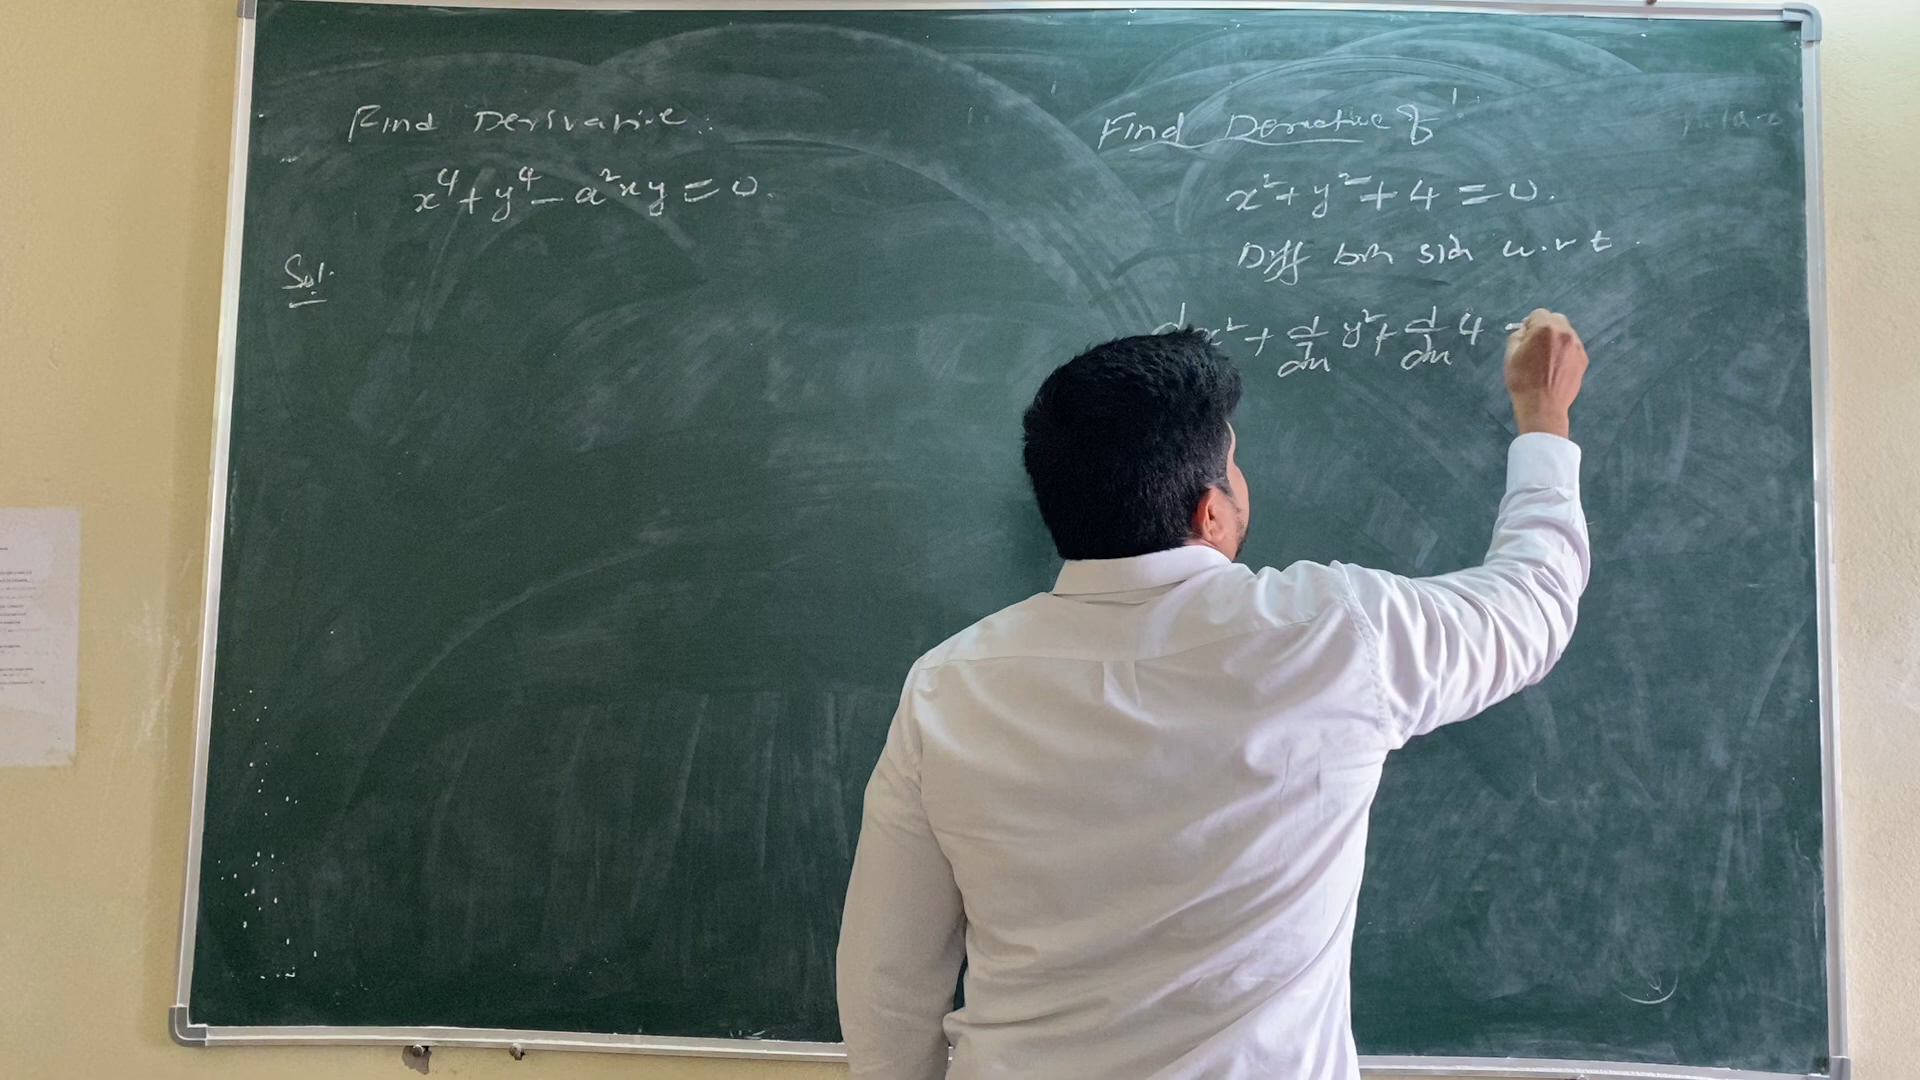 Find Derivative:
x⁴ + y⁴ - a²xy = 0.
Sol:
Find Derivative of
x² + y² + 4 = 0.
Diff both side w.r.t.
x² + d/dx y² + d/dx 4 =